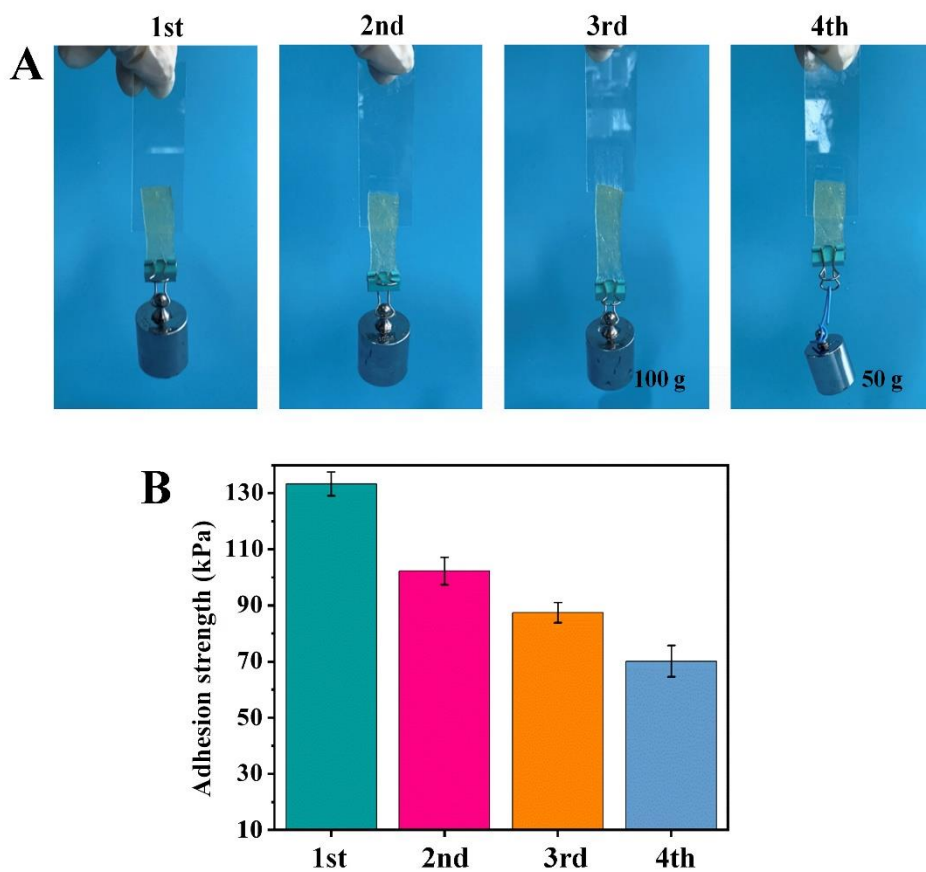 1st 2nd 3rd 4th
A
100 g
50 g
B
Adhesion strength (kPa)
130
110
90
70
50
30
10
1st 2nd 3rd 4th